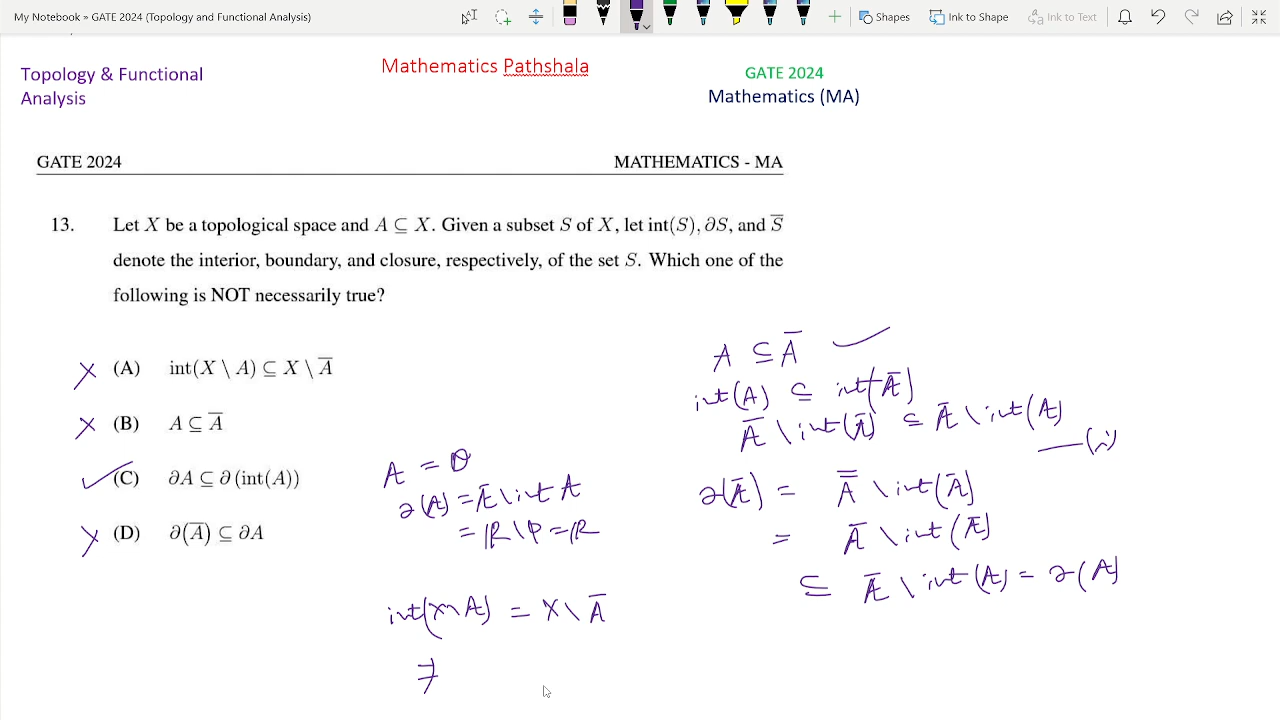 My Notebook » GATE 2024 (Topology and Functional Analysis)
Shapes
Ink to Shape
Ink to Text
Topology & Functional
Analysis
Mathematics Pathshala
GATE 2024
Mathematics (MA)
GATE 2024
MATHEMATICS - MA
13. Let X be a topological space and A ⊆ X. Given a subset S of X, let int(S), ∂S, and S̅
denote the interior, boundary, and closure, respectively, of the set S. Which one of the
following is NOT necessarily true?
(A) int(X \ A) ⊆ X \ A̅
(B) A ⊆ A̅
(C) ∂A ⊆ ∂(int(A))
(D) ∂(A̅) ⊆ ∂A
A = Q
∂(A) = A̅ \ int A
= ℝ \ φ = ℝ
int(X \ A) = X \ A̅
A ⊆ A̅
int(A) ⊆ int(A̅)
A̅ \ int(A̅) ⊆ A̅ \ int(A)
—(i)
∂(A̅) = A̿ \ int(A̅)
= A̅ \ int(A̅)
⊆ A̅ \ int(A) = ∂(A)